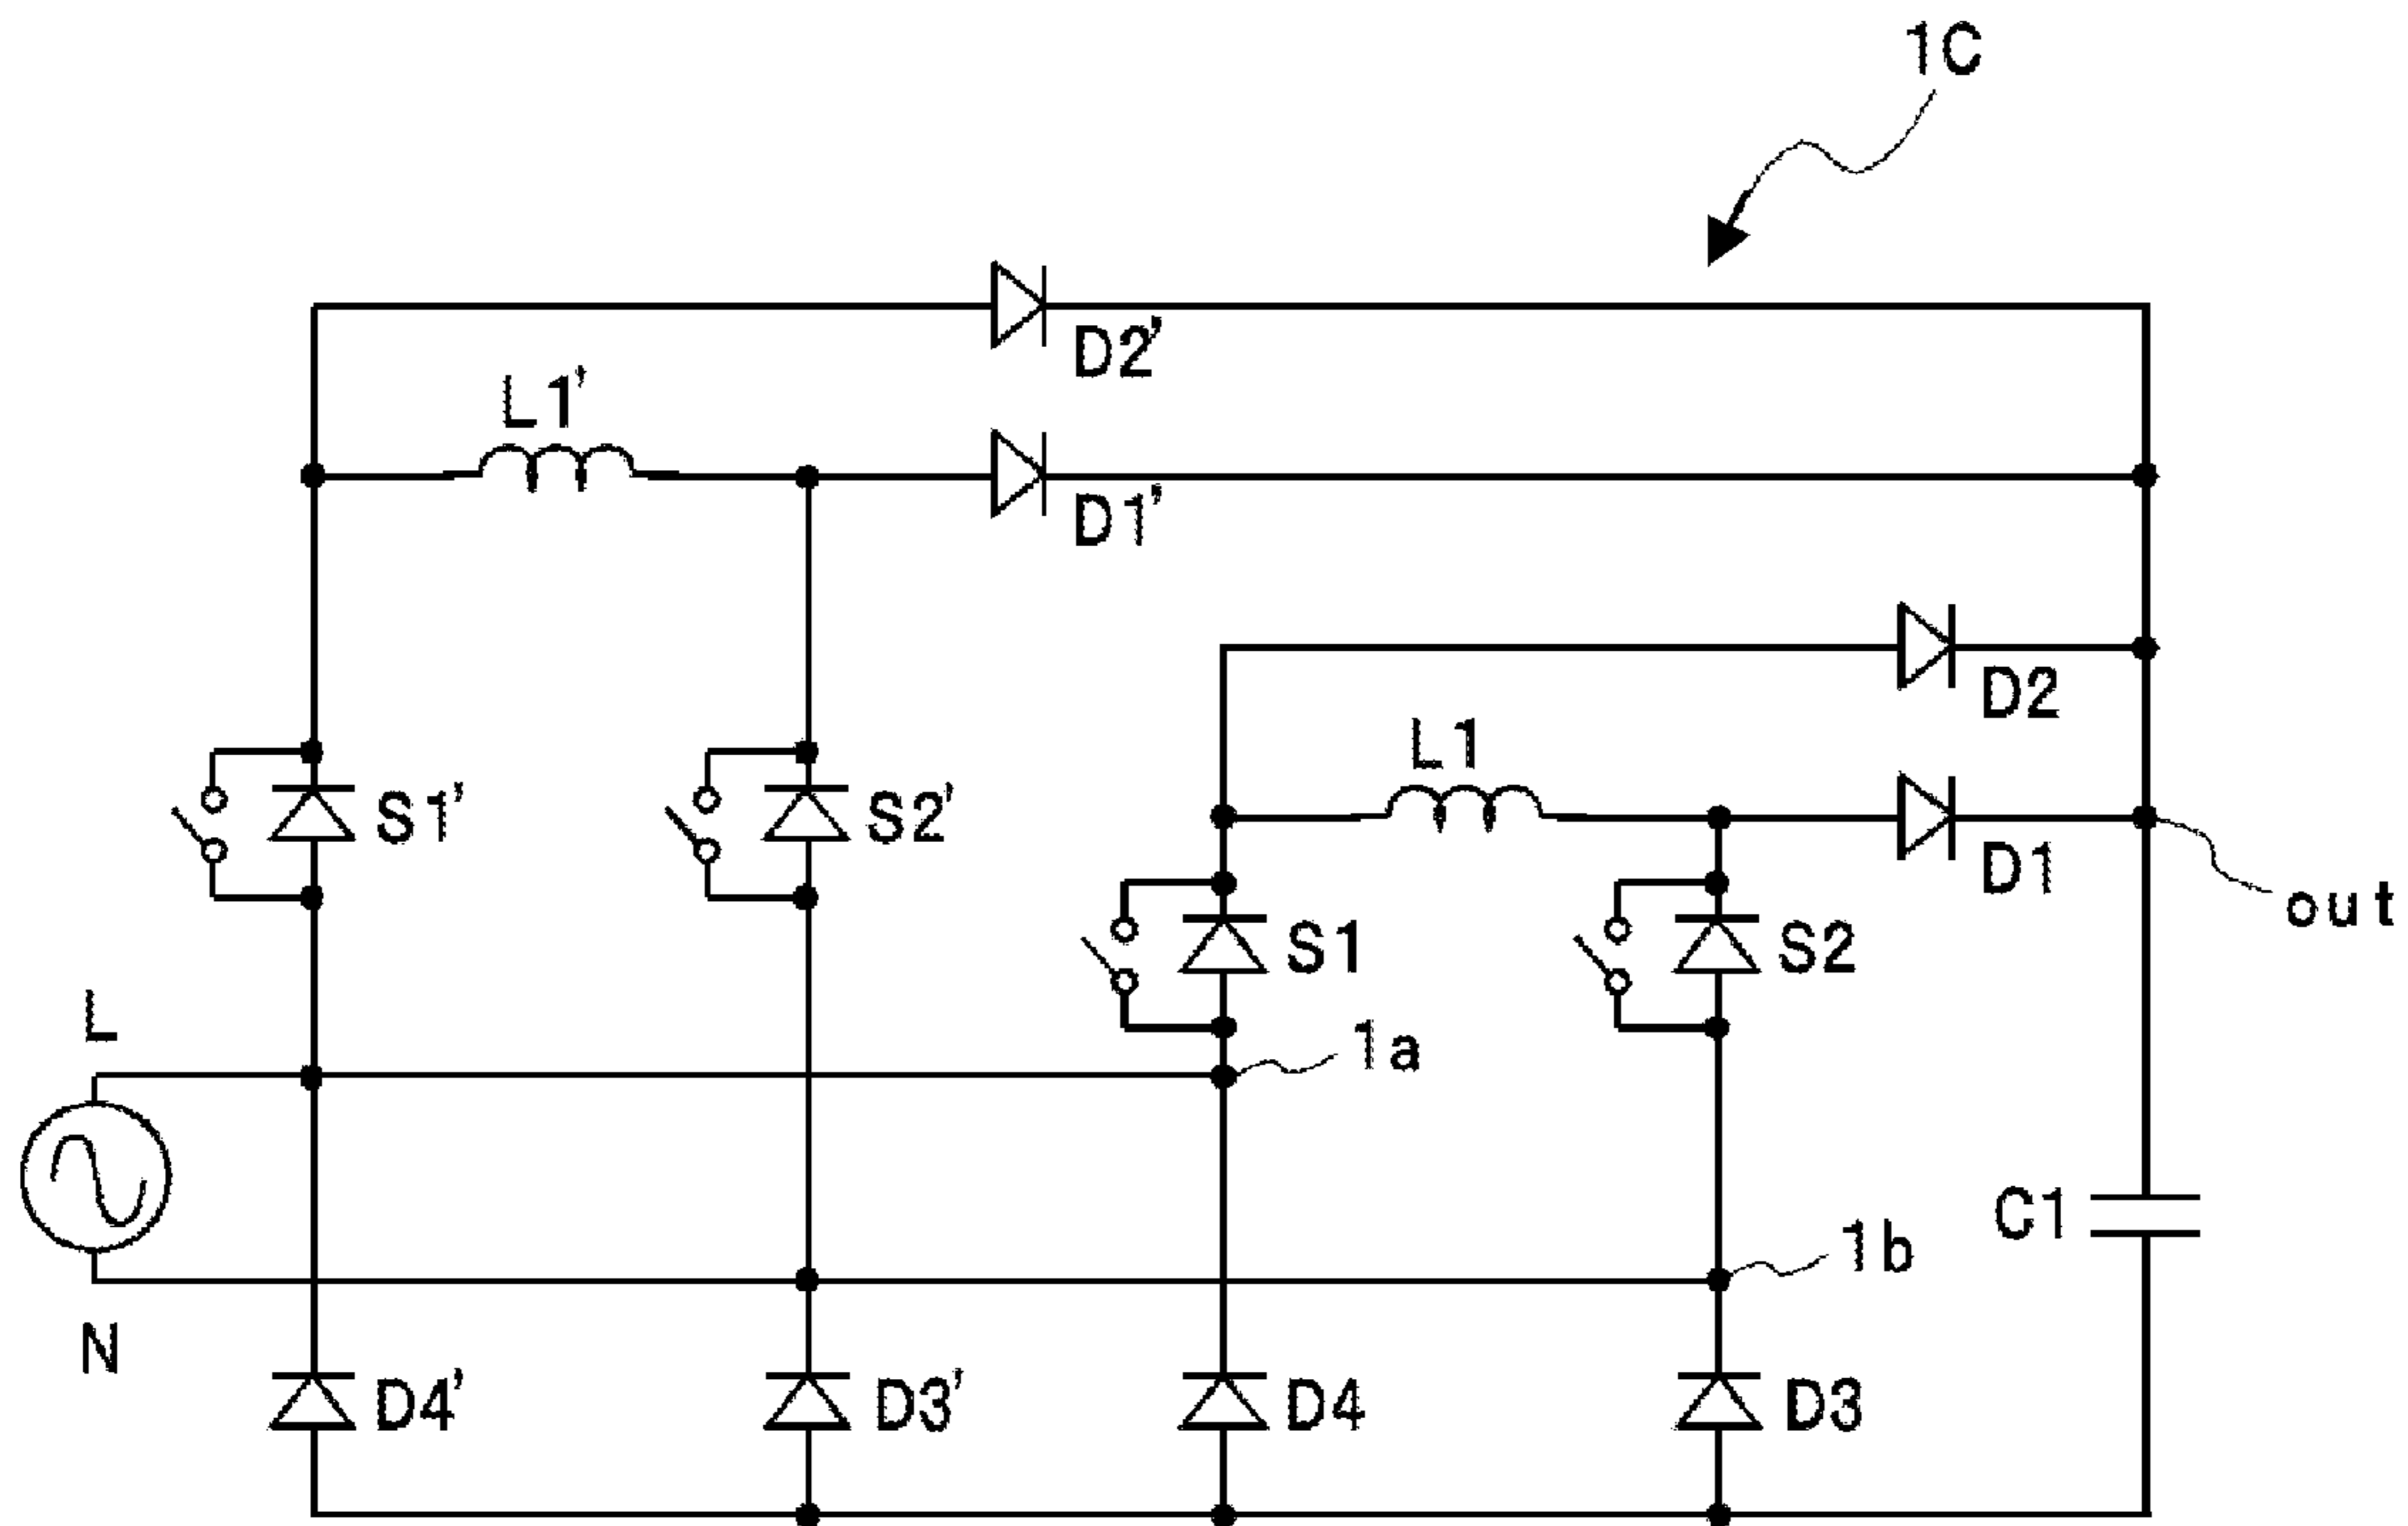 1C
D2'
L1'
D1'
D2
L1
S1'
S2'
D1
S1
S2
out
L
1a
C1
1b
N
D4'
D3'
D4
D3